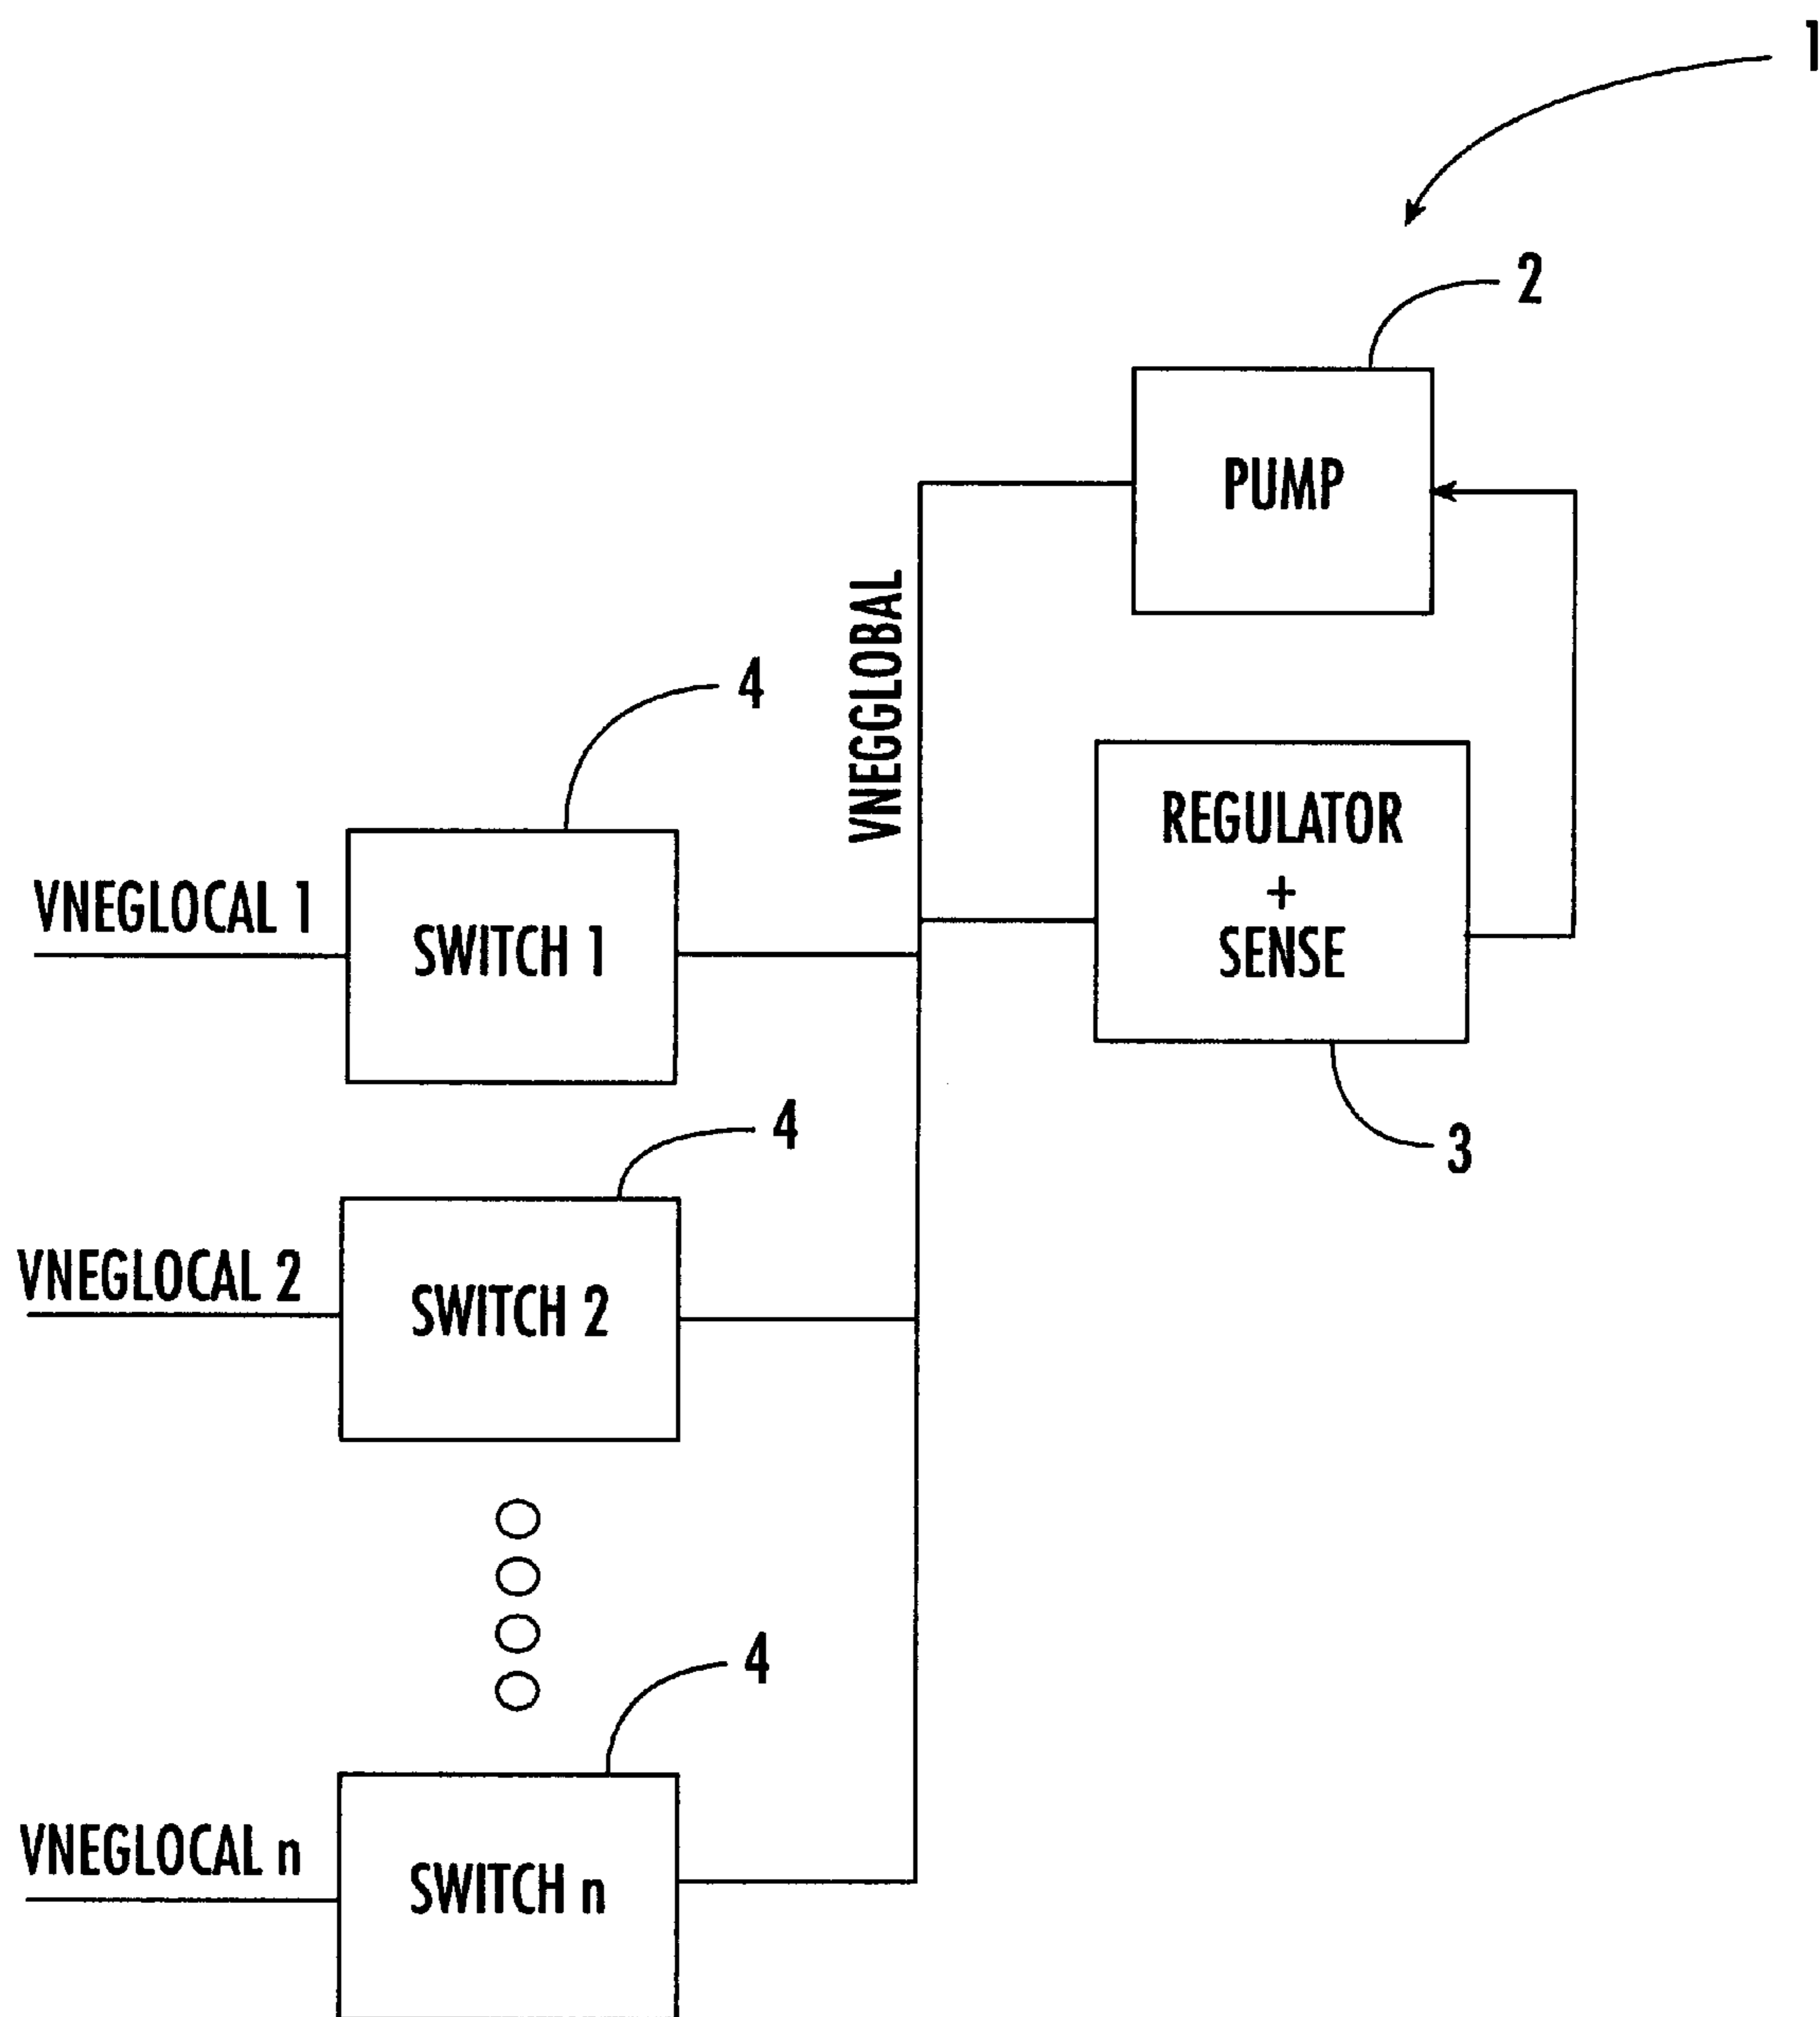 1
2
PUMP
VNEGGLOBAL
4
REGULATOR
+
SENSE
VNEGLOCAL 1
SWITCH 1
4
3
VNEGLOCAL 2
SWITCH 2
4
VNEGLOCAL n
SWITCH n